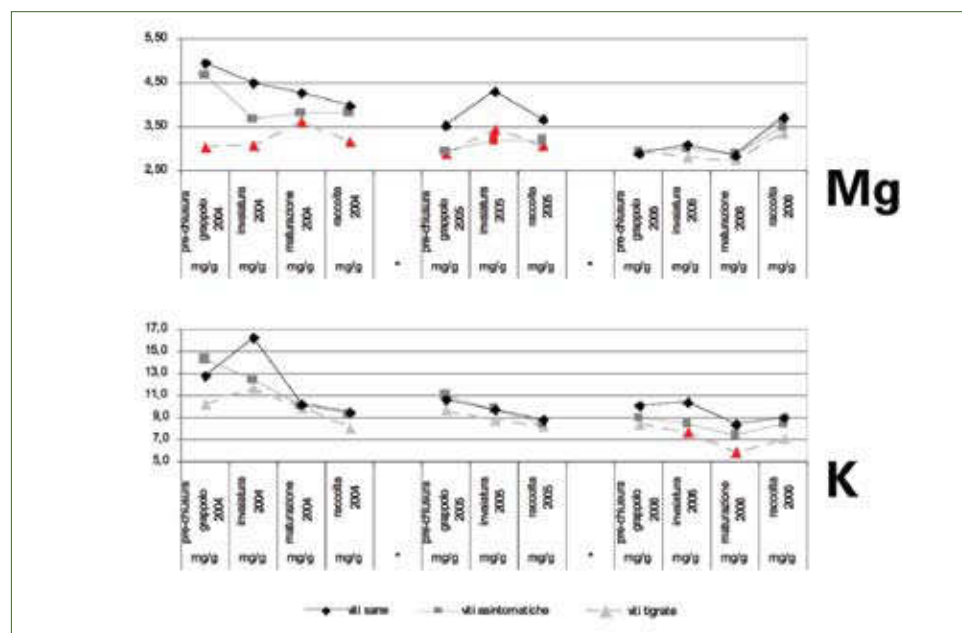 5,50
4,50
3,50
2,50
pre-chiusura grappolo 2004
invaiatura 2004
maturazione 2004
raccolta 2004
pre-chiusura grappolo 2005
invaiatura 2005
raccolta 2005
pre-chiusura grappolo 2006
invaiatura 2006
maturazione 2006
raccolta 2006
mg/g mg/g mg/g mg/g * mg/g mg/g mg/g * mg/g mg/g mg/g mg/g
Mg
17,0
15,0
13,0
11,0
9,0
7,0
5,0
pre-chiusura grappolo 2004
invaiatura 2004
maturazione 2004
raccolta 2004
pre-chiusura grappolo 2005
invaiatura 2005
raccolta 2005
pre-chiusura grappolo 2006
invaiatura 2006
maturazione 2006
raccolta 2006
mg/g mg/g mg/g mg/g * mg/g mg/g mg/g * mg/g mg/g mg/g mg/g
K
viti sane viti asintomatiche viti tigrate